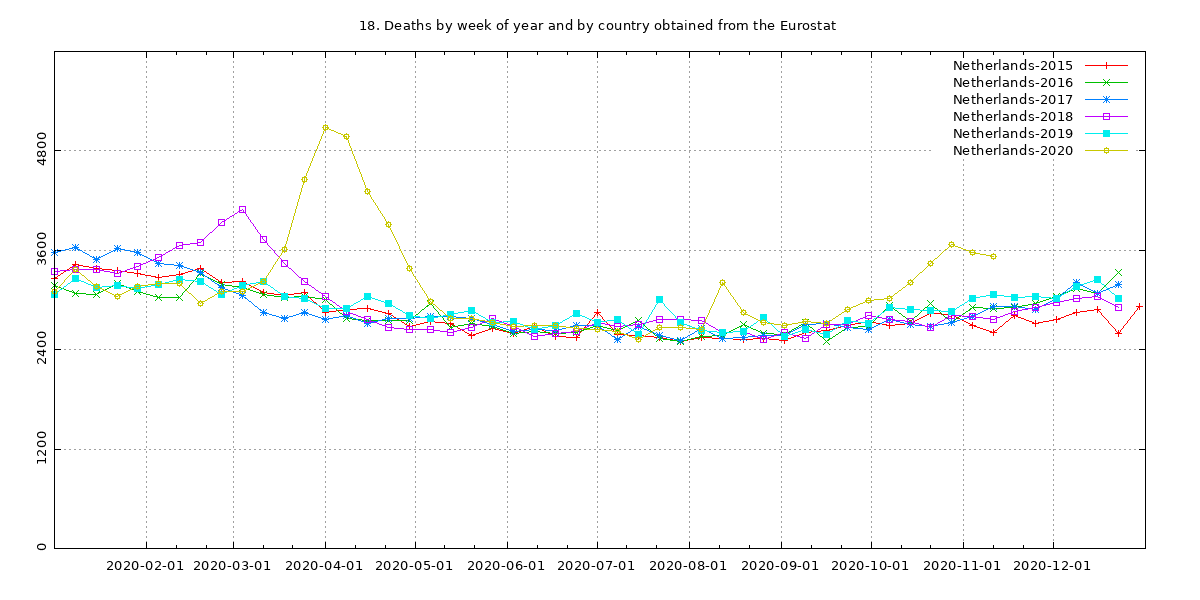 18. Deaths by week of year and by country obtained from the Eurostat
Netherlands-2015
Netherlands-2016
Netherlands-2017
Netherlands-2018
Netherlands-2019
Netherlands-2020
4800
3600
2400
1200
0
2020-02-01 2020-03-01 2020-04-01 2020-05-01 2020-06-01 2020-07-01 2020-08-01 2020-09-01 2020-10-01 2020-11-01 2020-12-01